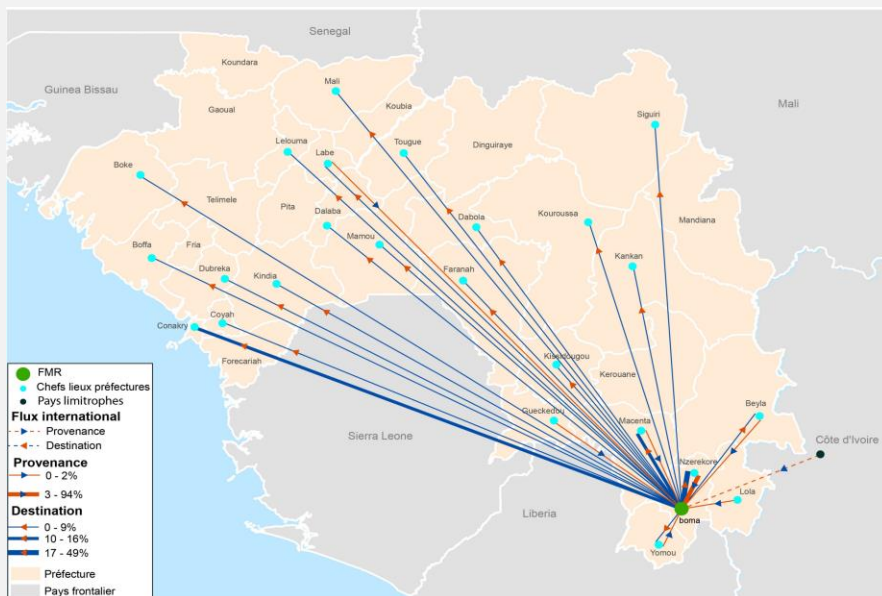 Senegal
Koundara
Guinea Bissau
Mali
Mali
Gaoual
Koubia
Siguiri
Lelouma
Labe
Tougue
Dinguiraye
Boke
Telimele
Pita
Dalaba
Dabola
Kouroussa
Mandiana
Mamou
Boffa
Fria
Kankan
Dubreka
Kindia
Faranah
Coyah
Conakry
Forecariah
Kissidougou
Kerouane
Gueckedou
Macenta
Beyla
Sierra Leone
Côte d'Ivoire
Nzerekore
Lola
Liberia
boma
Yomou
FMR
Chefs lieux préfectures
Pays limitrophes
Flux international
Provenance
Destination
Provenance
0 - 2%
3 - 94%
Destination
0 - 9%
10 - 16%
17 - 49%
Préfecture
Pays frontalier